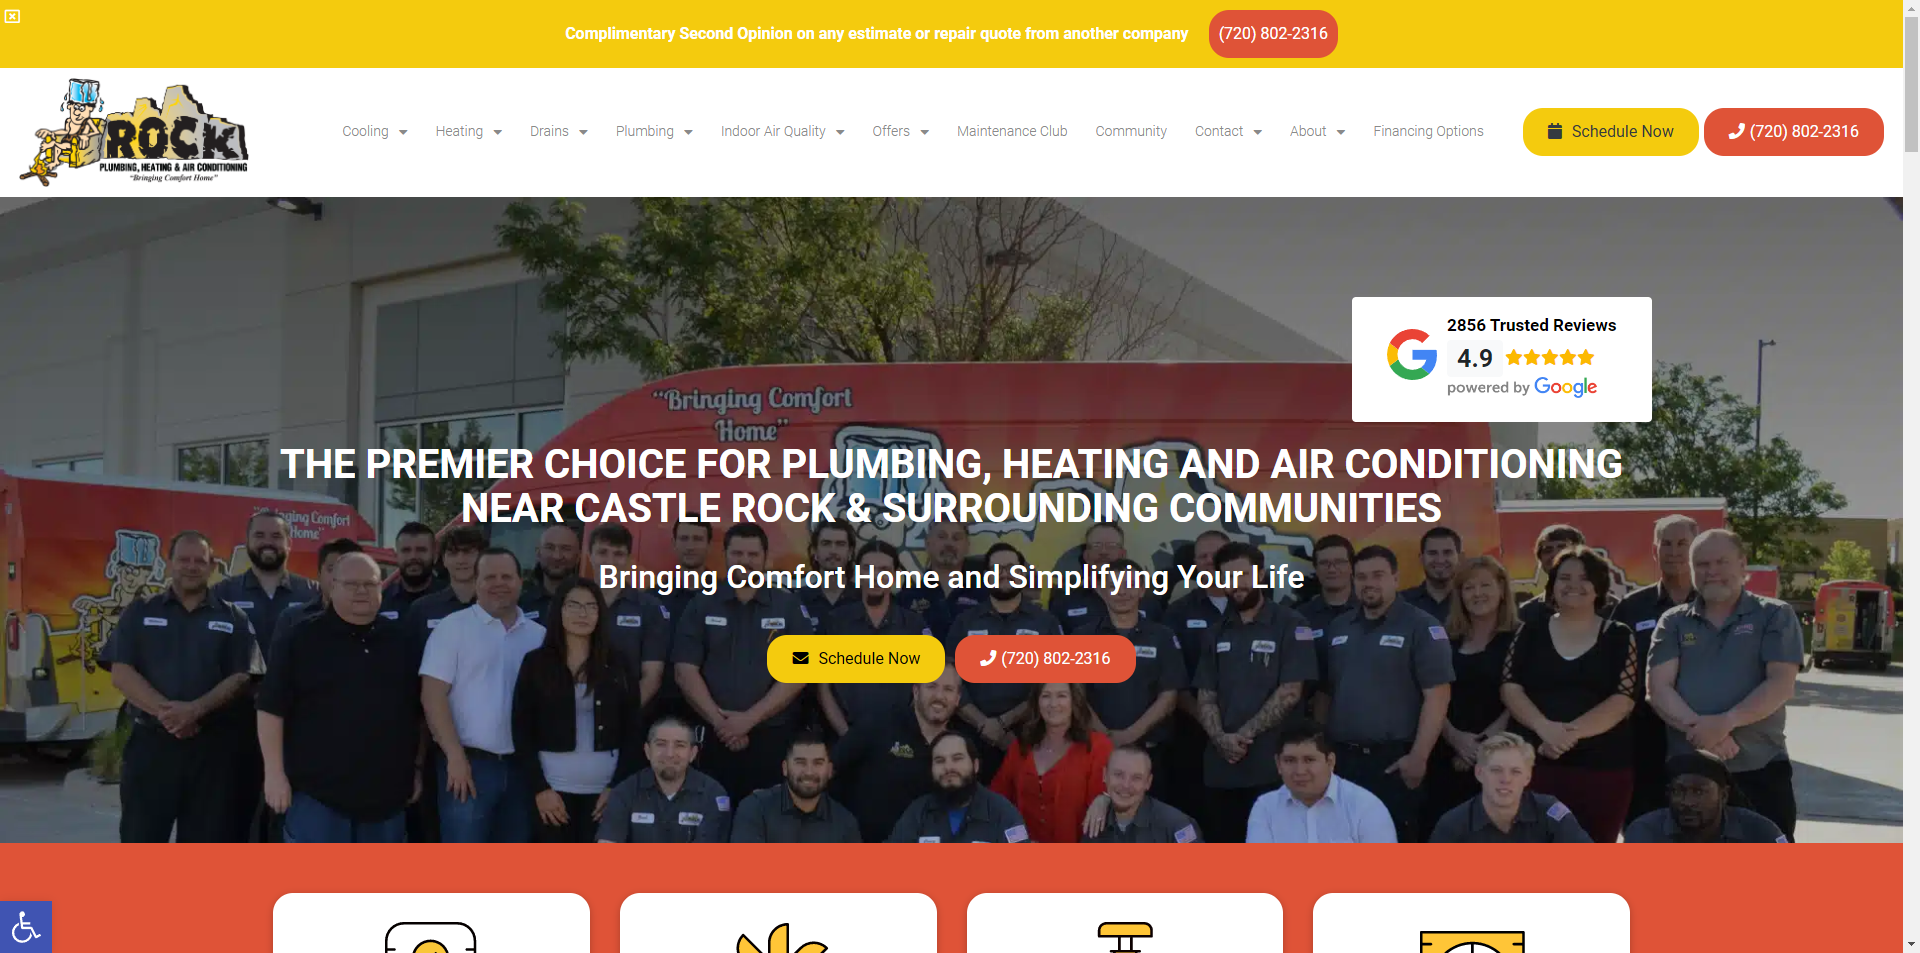 Complimentary Second Opinion on any estimate or repair quote from another company
(720) 802-2316
ROCK
PLUMBING, HEATING & AIR CONDITIONING
"Bringing Comfort Home"
Cooling
Heating
Drains
Plumbing
Indoor Air Quality
Offers
Maintenance Club
Community
Contact
About
Financing Options
Schedule Now
(720) 802-2316
2856 Trusted Reviews
4.9
powered by Google
"Bringing Comfort
Home"
THE PREMIER CHOICE FOR PLUMBING, HEATING AND AIR CONDITIONING
NEAR CASTLE ROCK & SURROUNDING COMMUNITIES
Bringing Comfort Home and Simplifying Your Life
Schedule Now
(720) 802-2316